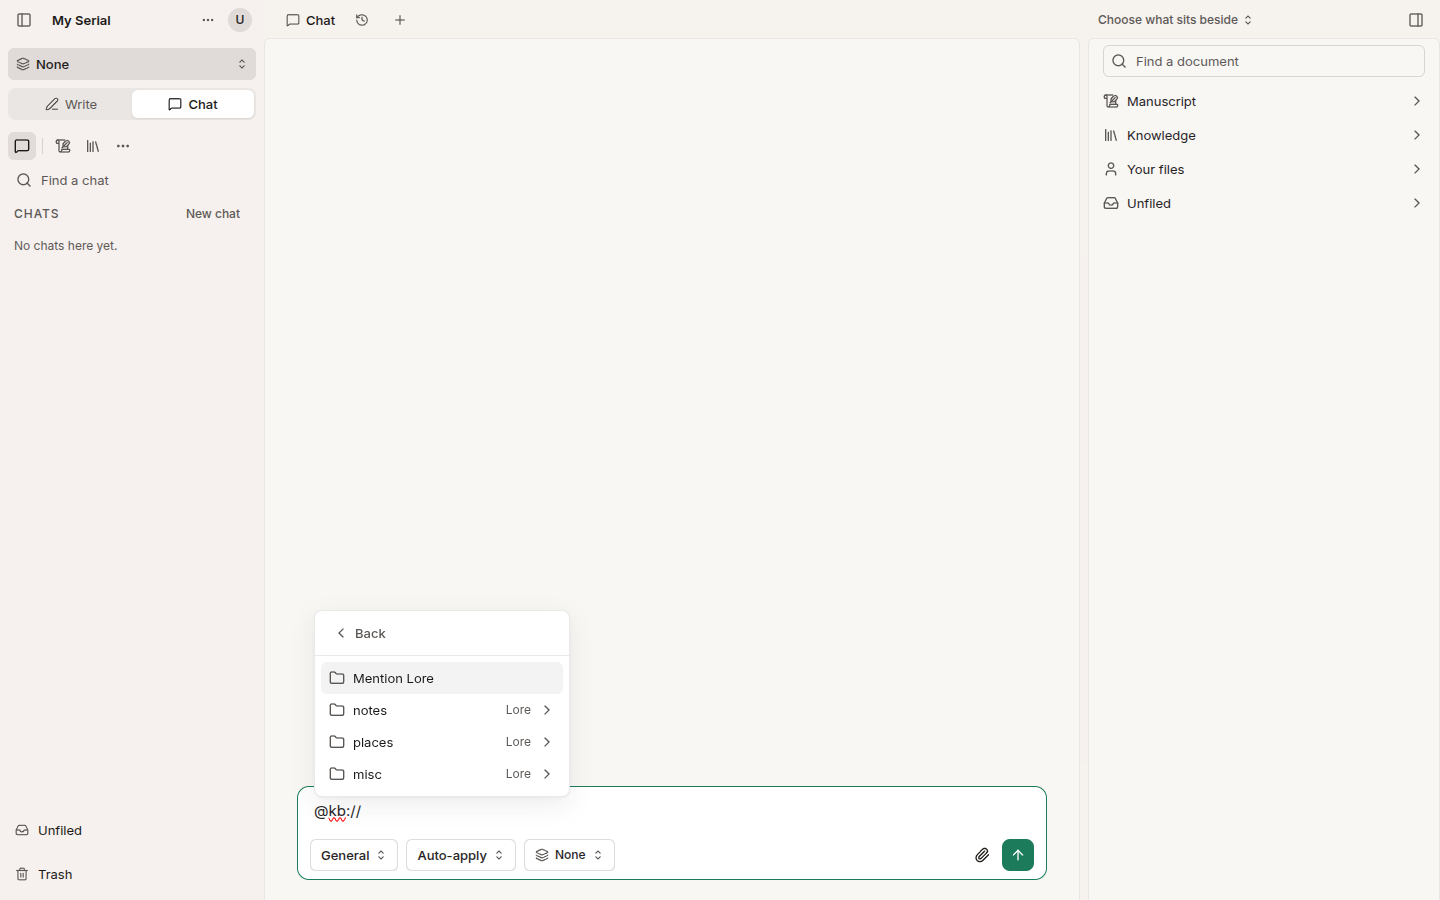 My Serial
U
None
Write
Chat
Find a chat
CHATS
New chat
No chats here yet.
Unfiled
Trash
Chat
Back
Mention Lore
notes
Lore
places
Lore
misc
Lore
@kb://
General
Auto-apply
None
Choose what sits beside
Find a document
Manuscript
Knowledge
Your files
Unfiled